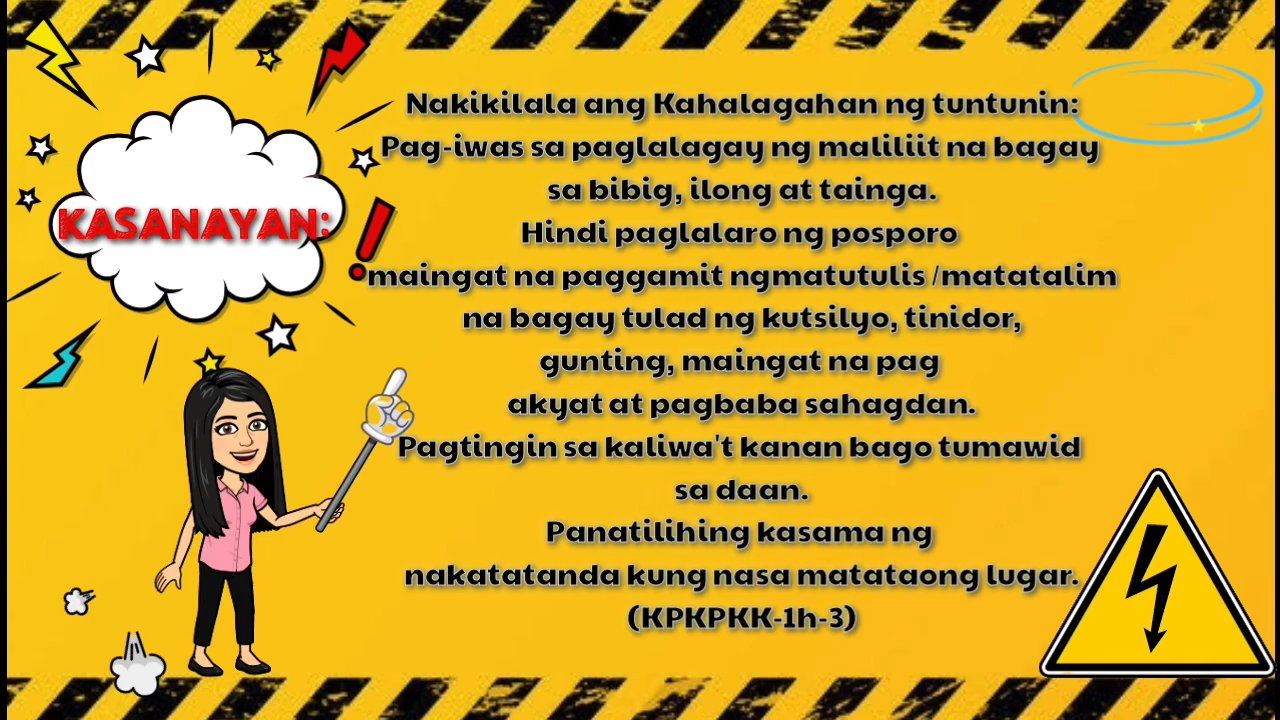 KASANAYAN:
Nakikilala ang Kahalagahan ng tuntunin:
Pag-iwas sa paglalagay ng maliliit na bagay
sa bibig, ilong at tainga.
Hindi paglalaro ng posporo
maingat na paggamit ngmatutulis /matatalim
na bagay tulad ng kutsilyo, tinidor,
gunting, maingat na pag
akyat at pagbaba sahagdan.
Pagtingin sa kaliwa't kanan bago tumawid
sa daan.
Panatilihing kasama ng
nakatatanda kung nasa matataong lugar.
(KPKPKK-1h-3)